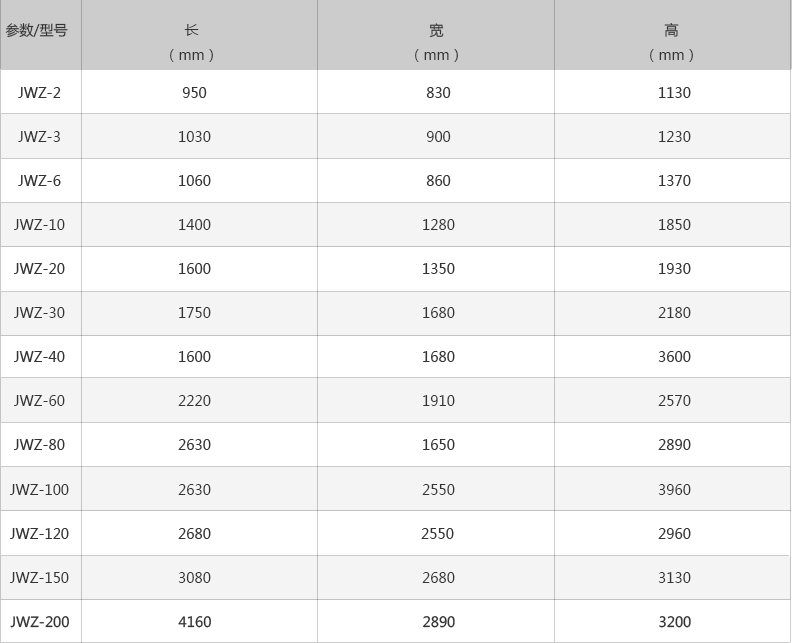 参数/型号 长 宽 高
（mm） （mm） （mm）
JWZ-2 950 830 1130
JWZ-3 1030 900 1230
JWZ-6 1060 860 1370
JWZ-10 1400 1280 1850
JWZ-20 1600 1350 1930
JWZ-30 1750 1680 2180
JWZ-40 1600 1680 3600
JWZ-60 2220 1910 2570
JWZ-80 2630 1650 2890
JWZ-100 2630 2550 3960
JWZ-120 2680 2550 2960
JWZ-150 3080 2680 3130
JWZ-200 4160 2890 3200